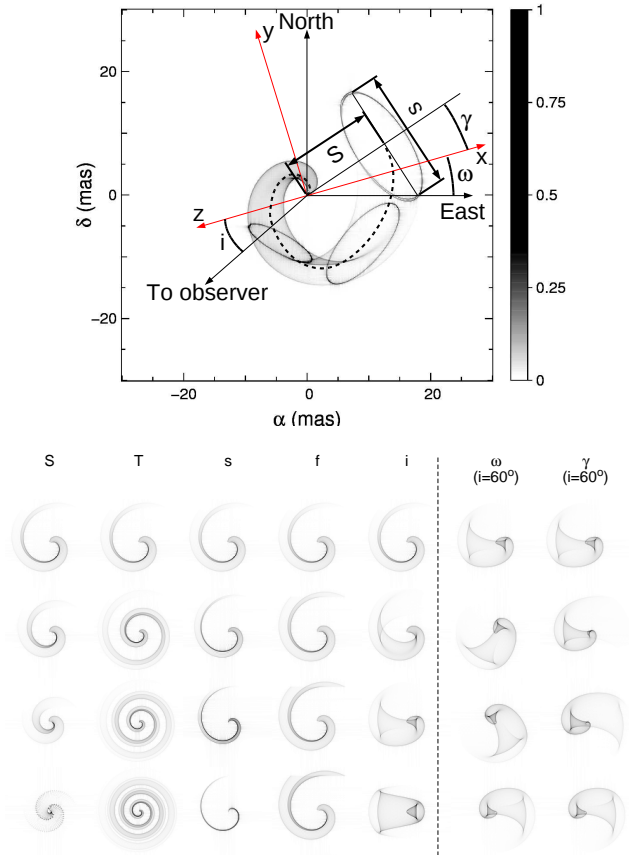 North
y
1
20
0.75
s
γ
S
x
ω
0
0.5
East
z
i
To observer
0.25
−20
0
−20
0
20
δ (mas)
α (mas)
S T s f i ω γ
(i=60°) (i=60°)